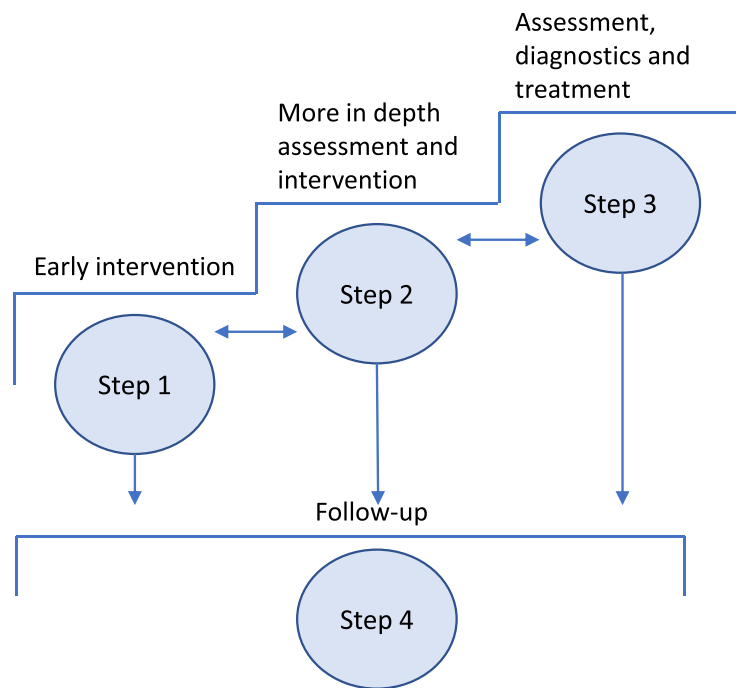 Assessment,
diagnostics and
treatment
More in depth
assessment and
intervention
Step 3
Early intervention
Step 2
Step 1
Follow-up
Step 4